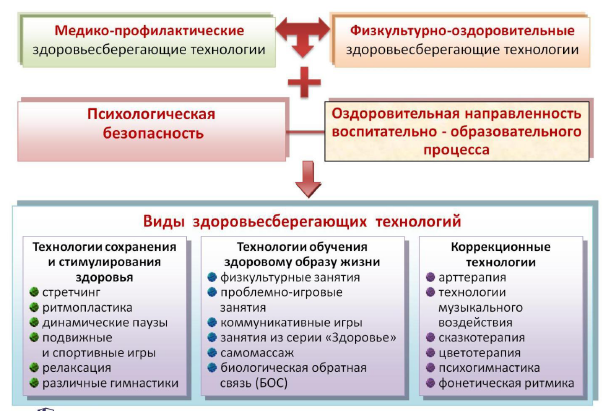 Медико-профилактические
здоровьесберегающие технологии
Физкультурно-оздоровительные
здоровьесберегающие технологии
Психологическая
безопасность
Оздоровительная направленность
воспитательно - образовательного
процесса
Виды здоровьесберегающих технологий
Технологии сохранения
и стимулирования
здоровья
стретчинг
ритмопластика
динамические паузы
подвижные
и спортивные игры
релаксация
различные гимнастики
Технологии обучения
здоровому образу жизни
физкультурные занятия
проблемно-игровые
занятия
коммуникативные игры
занятия из серии «Здоровье»
самомассаж
биологическая обратная
связь (БОС)
Коррекционные
технологии
арттерапия
технологии
музыкального
воздействия
сказкотерапия
цветотерапия
психогимнастика
фонетическая ритмика